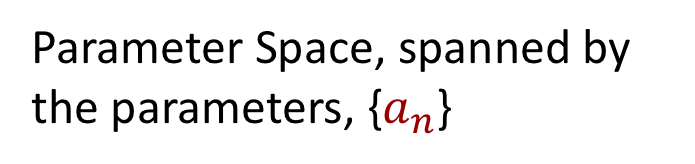 Parameter Space, spanned by
the parameters, {aₙ}